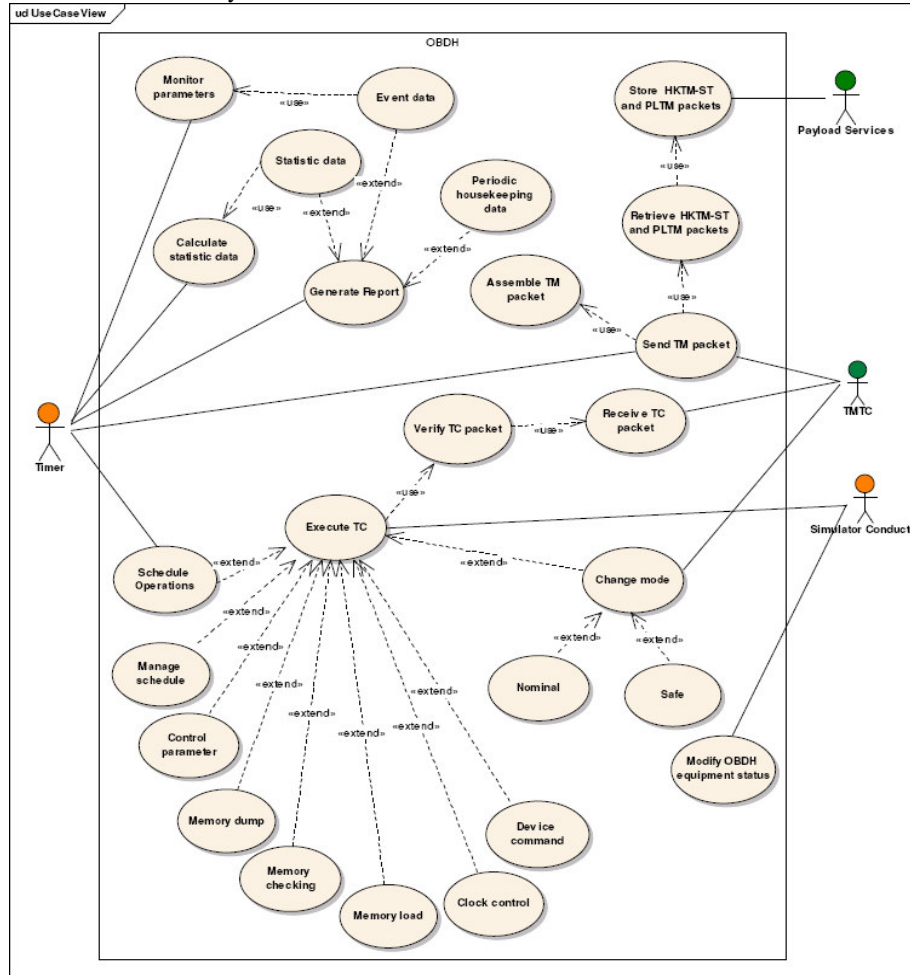 ud UseCaseView
OBDH
Monitor
parameters
«use»
Event data
Store HKTM-ST
and PLTM packets
Payload Services
Statistic data
«extend»
Periodic
housekeeping
data
«use»
«use»
«extend»
Calculate
statistic data
Retrieve HKTM-ST
and PLTM packets
«extend»
Generate Report
Assemble TM
packet
«use»
«use»
Send TM packet
TMTC
Receive TC
packet
Verify TC packet
«use»
Timer
«use»
Execute TC
Simulator Conduct
Schedule
Operations
«extend»
«extend»
Change mode
«extend»
«extend»
«extend»
Manage
schedule
«extend»
Nominal
Safe
«extend»
Control
parameter
«extend»
«extend»
«extend»
«extend»
Modify OBDH
equipment status
Memory dump
Device
command
Memory
checking
Clock control
Memory load